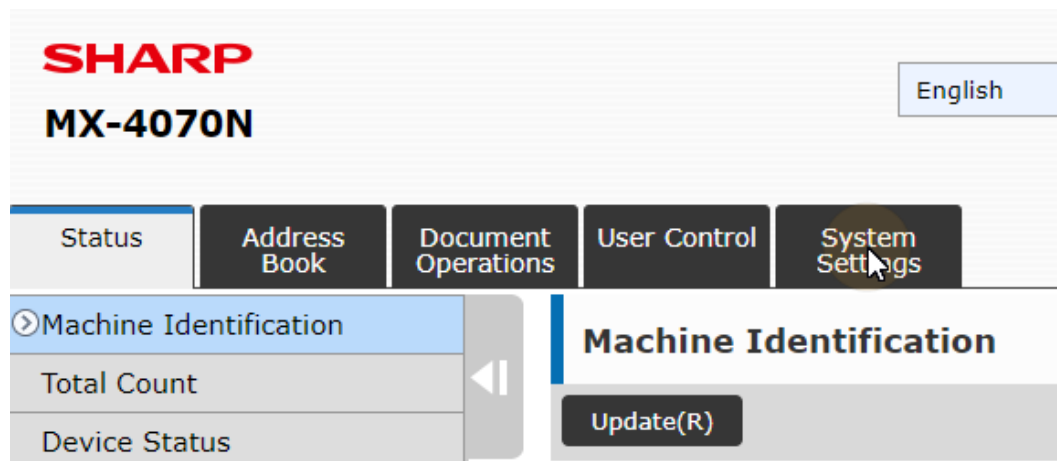 SHARP
MX-4070N
English
Status
Address
Book
Document
Operations
User Control
System
Settings
Machine Identification
Total Count
Device Status
Machine Identification
Update(R)